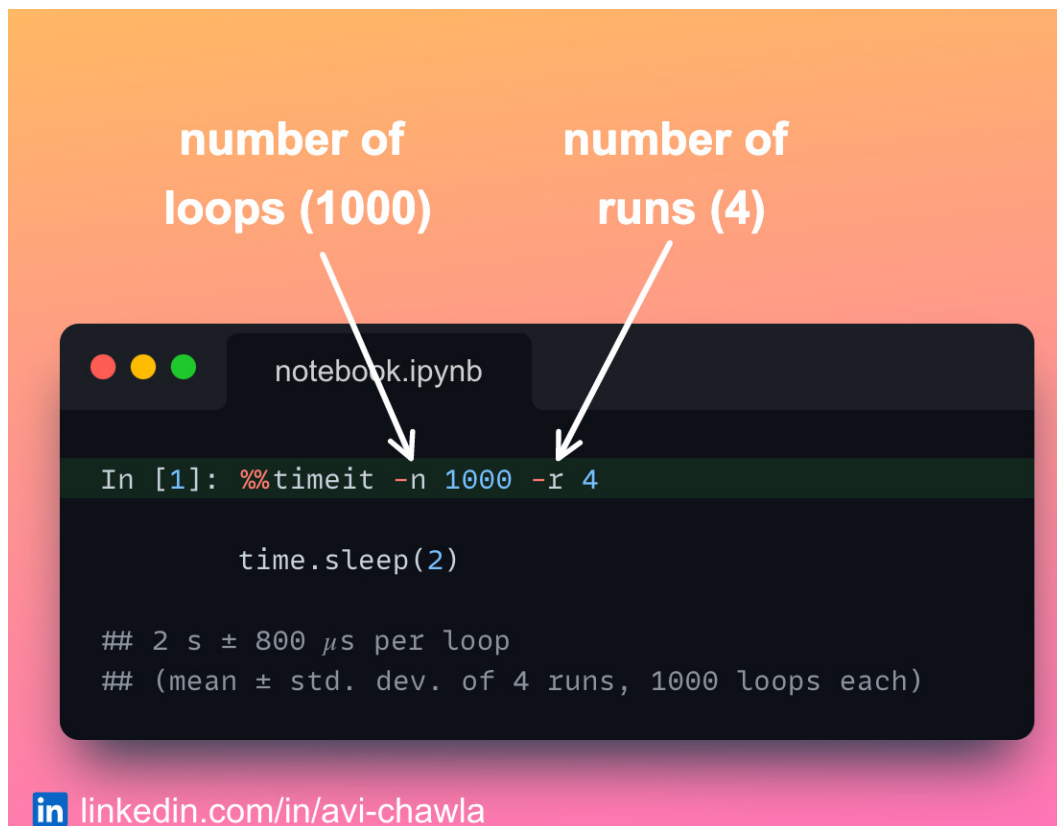 number of
loops (1000)
number of
runs (4)
notebook.ipynb
In [1]: %%timeit -n 1000 -r 4
time.sleep(2)
## 2 s ± 800 µs per loop
## (mean ± std. dev. of 4 runs, 1000 loops each)
in linkedin.com/in/avi-chawla